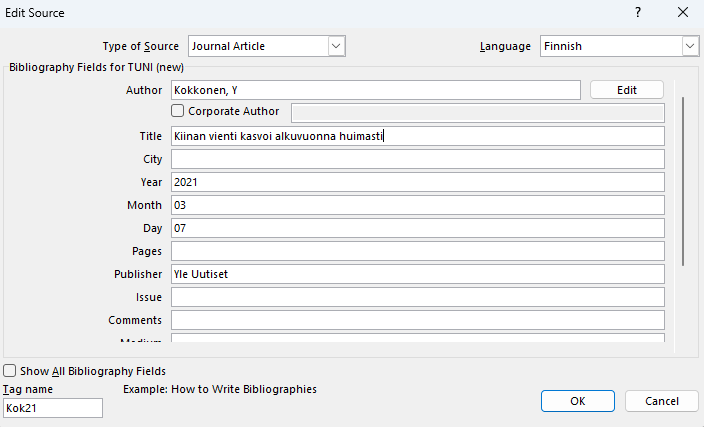 Edit Source
?
Type of Source Journal Article Language Finnish
Bibliography Fields for TUNI (new)
Author Kokkonen, Y Edit
Corporate Author
Title Kiinan vienti kasvoi alkuvuonna huimasti
City
Year 2021
Month 03
Day 07
Pages
Publisher Yle Uutiset
Issue
Comments
Medium
Show All Bibliography Fields
Tag name Example: How to Write Bibliographies
Kok21 OK Cancel